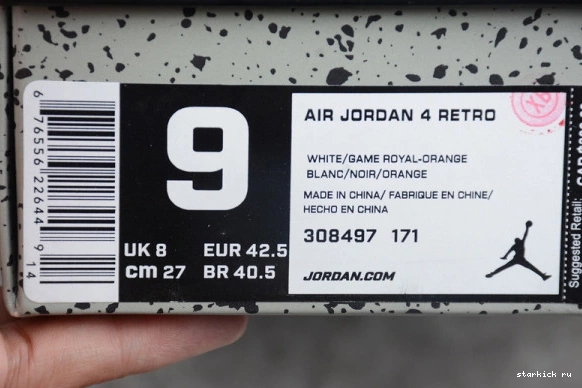 6 76556 22644 9 14
9
UK 8 EUR 42.5
cm 27 BR 40.5
AIR JORDAN 4 RETRO
WHITE/GAME ROYAL-ORANGE
BLANC/NOIR/ORANGE
MADE IN CHINA/ FABRIQUE EN CHINE/
HECHO EN CHINA
308497 171
JORDAN.COM
Suggested Retail:
starkick ru